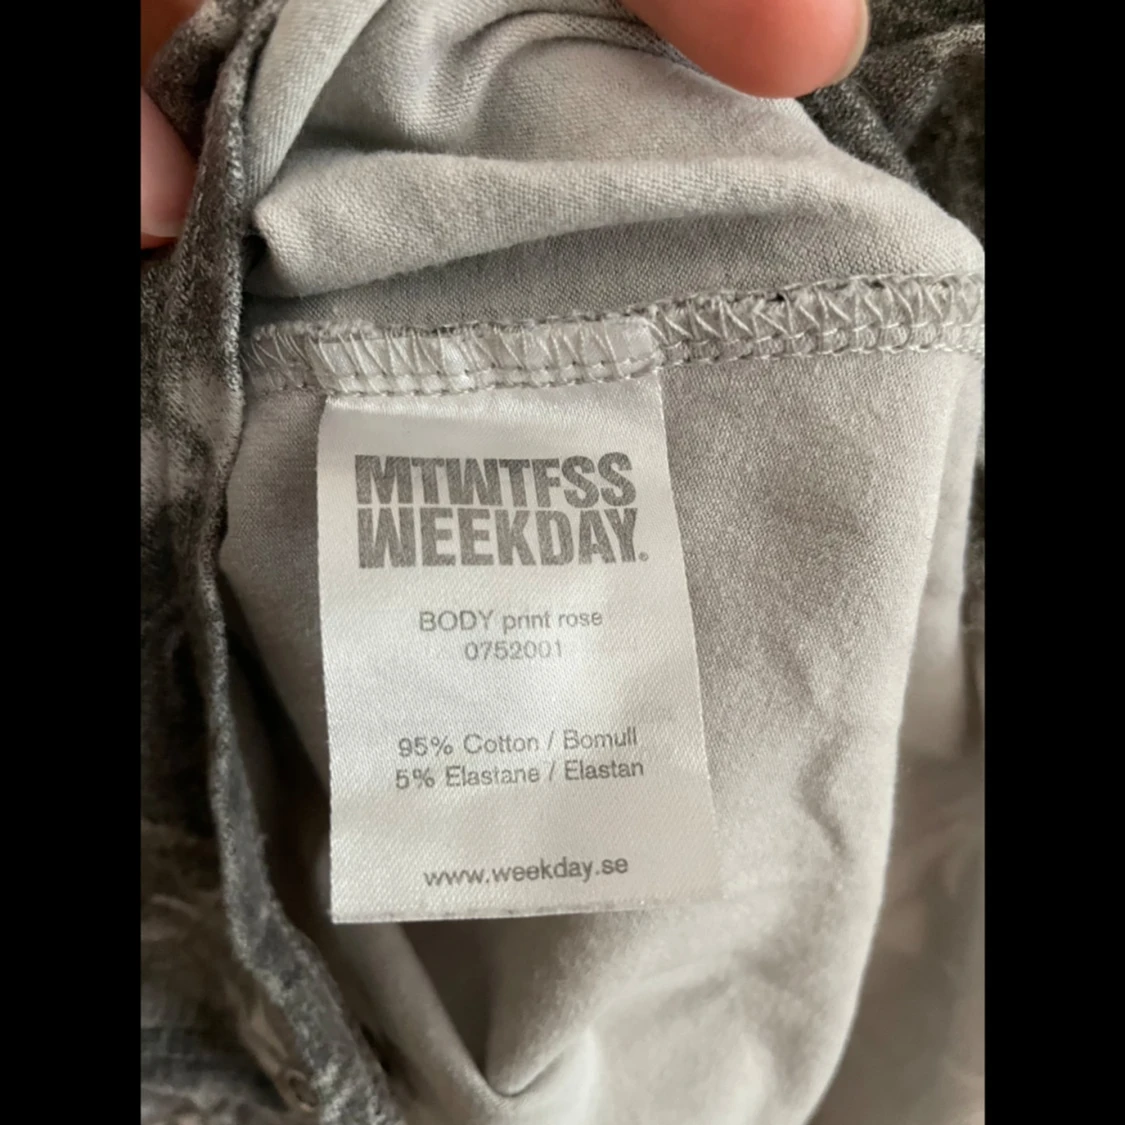 MTWTFSS
WEEKDAY®
BODY print rose
0752001
95% Cotton / Bomull
5% Elastane / Elastan
www.weekday.se